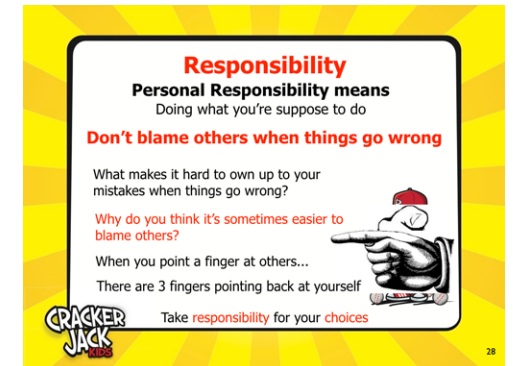 Responsibility
Personal Responsibility means
Doing what you're suppose to do
Don't blame others when things go wrong
What makes it hard to own up to your
mistakes when things go wrong?
Why do you think it's sometimes easier to
blame others?
When you point a finger at others...
There are 3 fingers pointing back at yourself
Take responsibility for your choices
CRACKER
JACK
KIDS
28